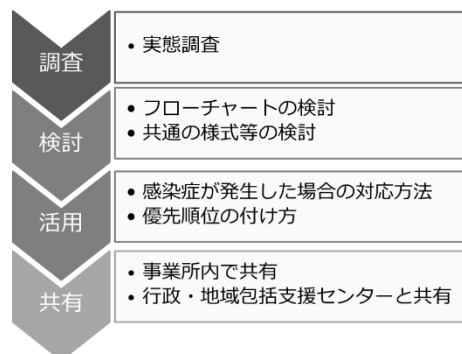 調査
• 実態調査
検討
• フローチャートの検討
• 共通の様式等の検討
活用
• 感染症が発生した場合の対応方法
• 優先順位の付け方
共有
• 事業所内で共有
• 行政・地域包括支援センターと共有